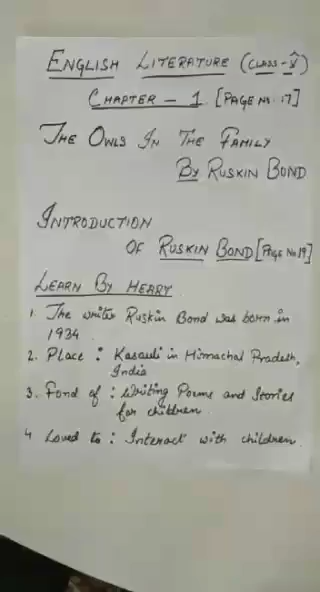 ENGLISH LITERATURE (CLASS-V)
CHAPTER - 1 [PAGE No: 17]
THE OWLS IN THE FAMILY
By RUSKIN BOND
INTRODUCTION
OF RUSKIN BOND [PAGE No. 19]
LEARN BY HEART
1. The writer Ruskin Bond was born in
1934
2. Place : Kasauli in Himachal Pradesh,
India
3. Fond of : Writing Poems and Stories
for children
4 Loved to : Interact with children